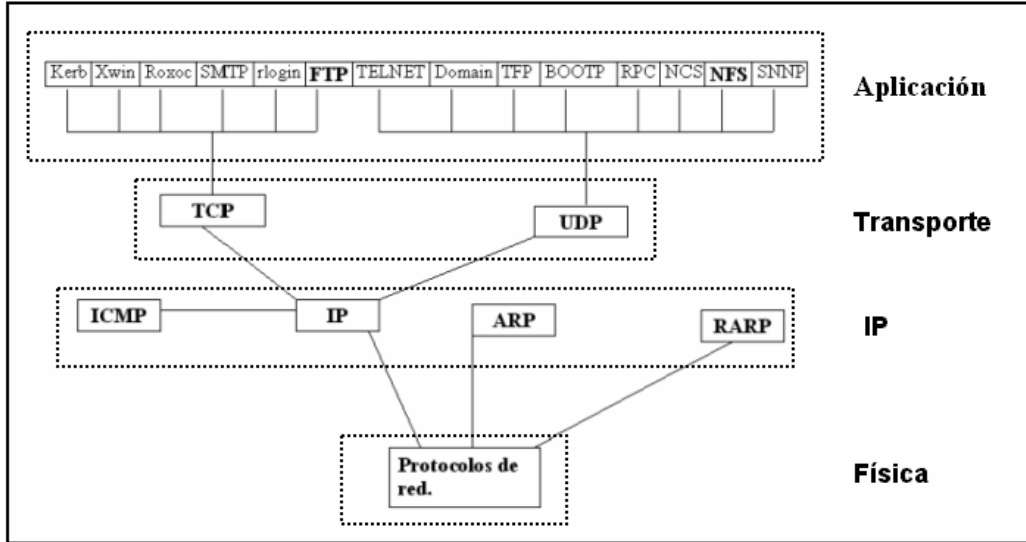 Kerb Xwin Roxoc SMTP rlogin FTP TELNET Domain TFP BOOTP RPC NCS NFS SNNP
Aplicación
TCP
UDP
Transporte
ICMP
IP
ARP
RARP
IP
Protocolos de
red.
Física